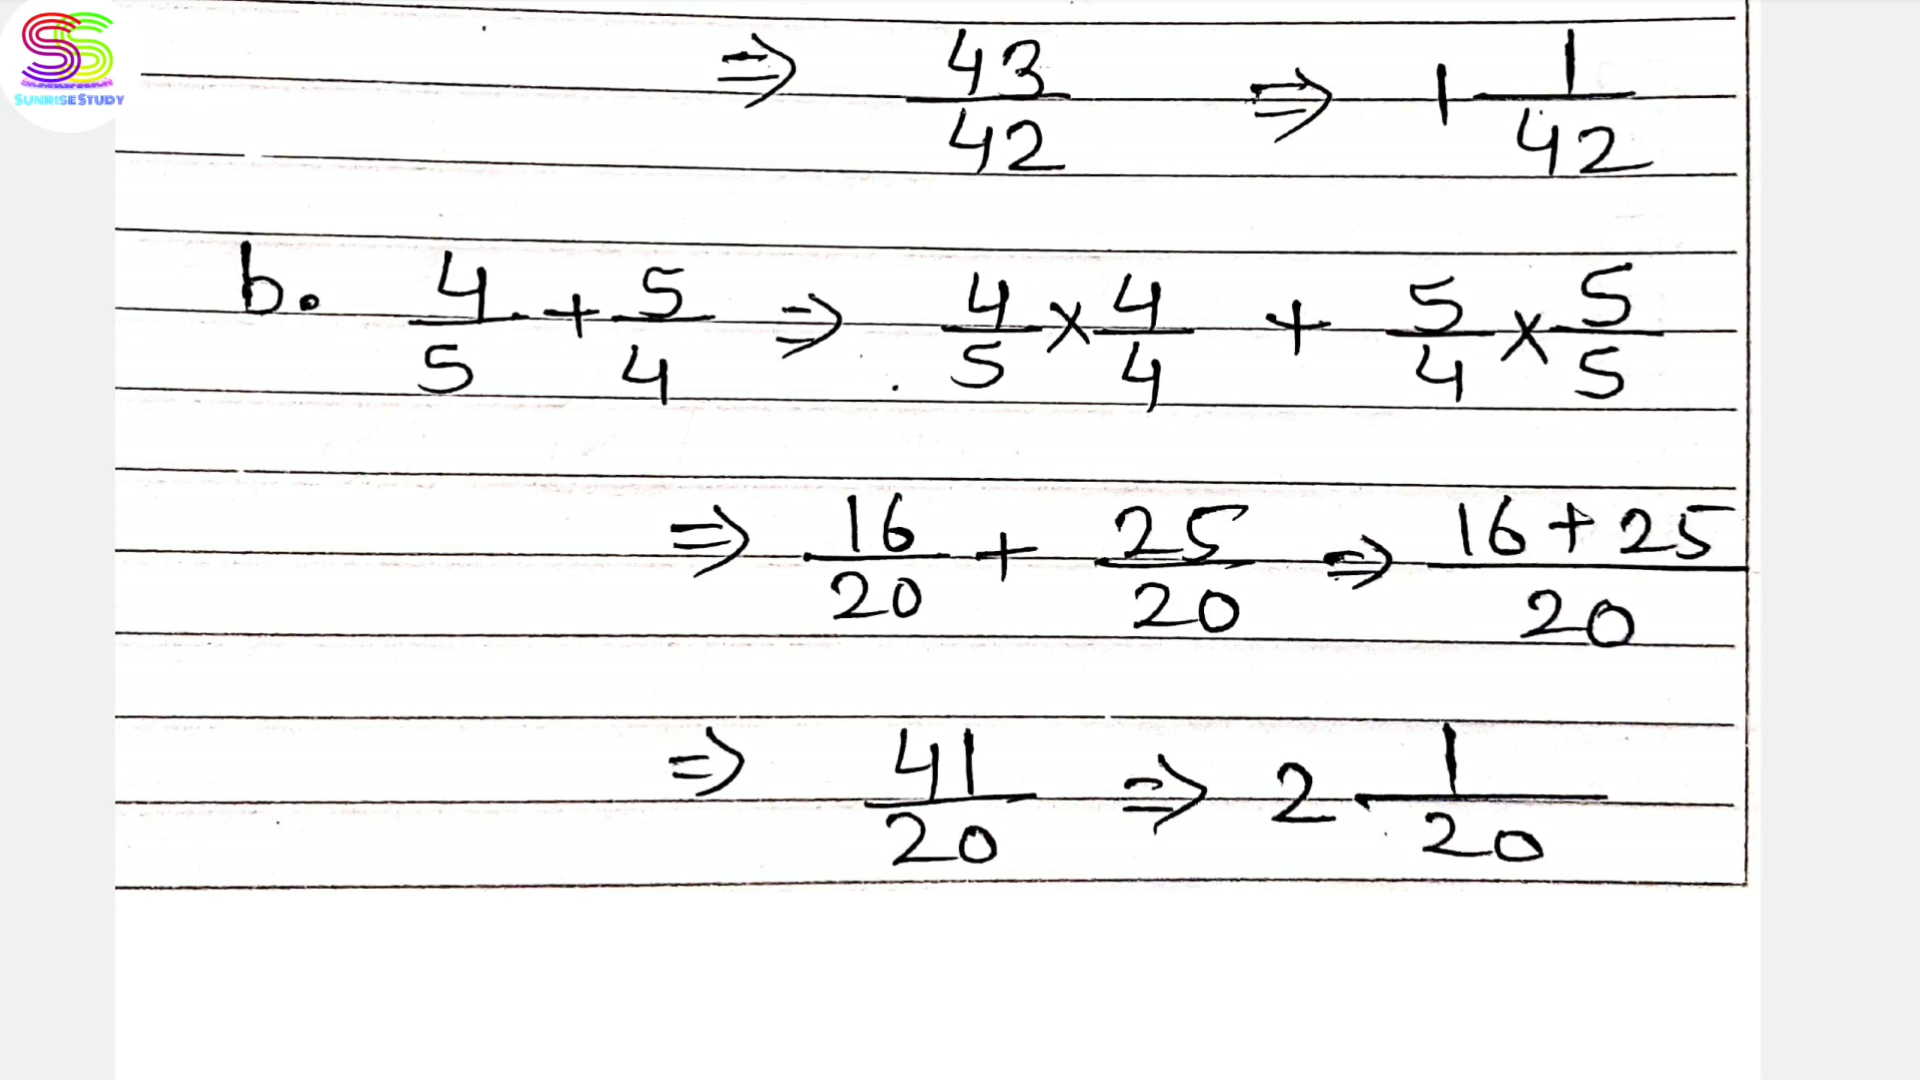 SS
SUNRISE STUDY
⇒ 43/42 ⇒ 1 1/42
b. 4/5 + 5/4 ⇒ 4/5 × 4/4 + 5/4 × 5/5
⇒ 16/20 + 25/20 ⇒ 16+25/20
⇒ 41/20 ⇒ 2 1/20